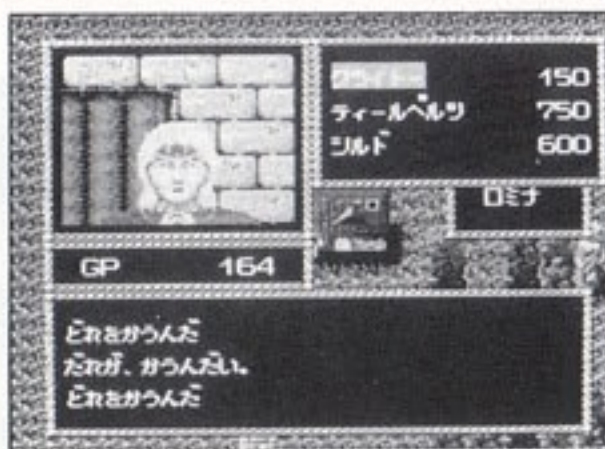 150
ティールベルツ 750
シルド 600
ロミナ
GP 164
どれをかうんだ
だれが、かうんだい。
どれをかうんだ